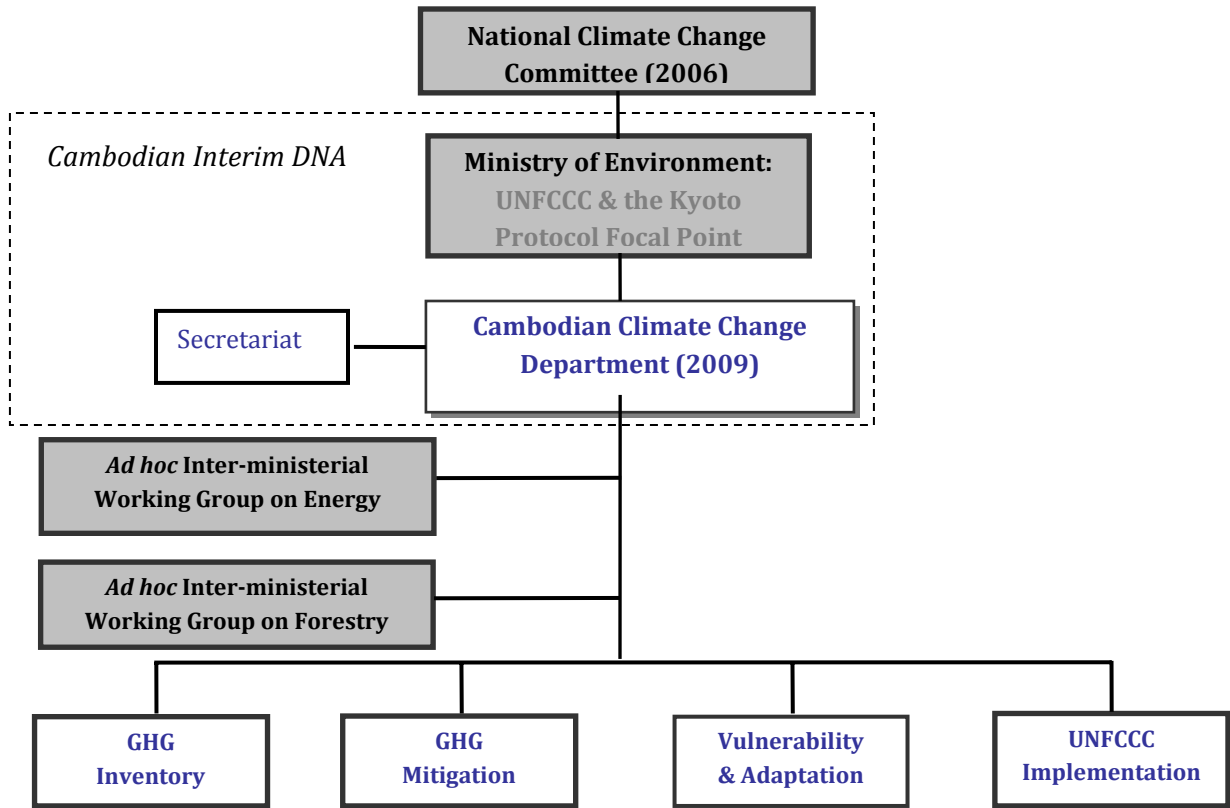 National Climate Change
Committee (2006)
Cambodian Interim DNA
Ministry of Environment:
UNFCCC & the Kyoto
Protocol Focal Point
Secretariat
Cambodian Climate Change
Department (2009)
Ad hoc Inter-ministerial
Working Group on Energy
Ad hoc Inter-ministerial
Working Group on Forestry
GHG
Inventory
GHG
Mitigation
Vulnerability
& Adaptation
UNFCCC
Implementation